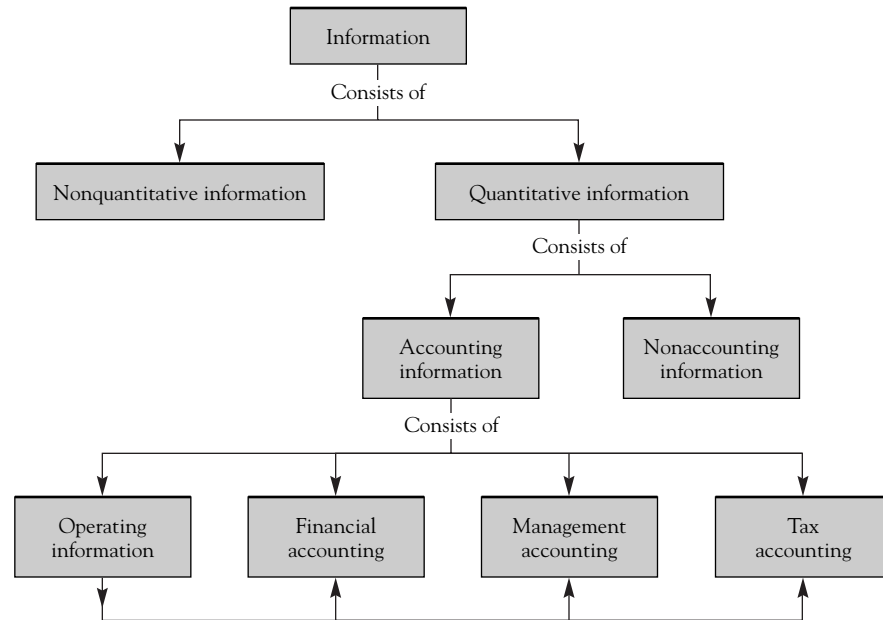 Information
Consists of
Nonquantitative information
Quantitative information
Consists of
Accounting
information
Nonaccounting
information
Consists of
Operating
information
Financial
accounting
Management
accounting
Tax
accounting